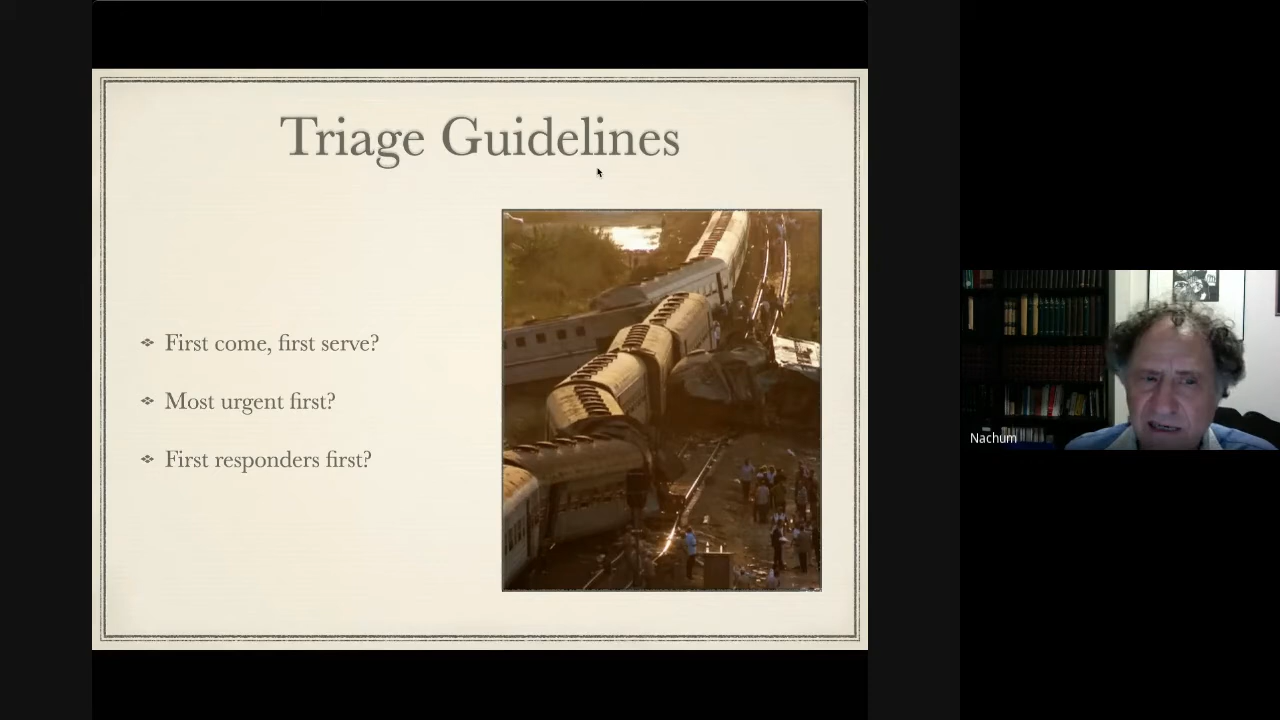 Triage Guidelines
❖ First come, first serve?
❖ Most urgent first?
❖ First responders first?
Nachum